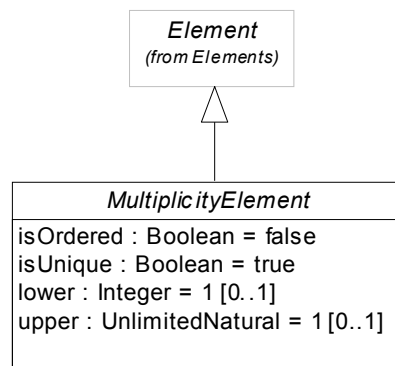 Element
(from Elements)
MultiplicityElement
isOrdered : Boolean = false
isUnique : Boolean = true
lower : Integer = 1 [0..1]
upper : UnlimitedNatural = 1 [0..1]